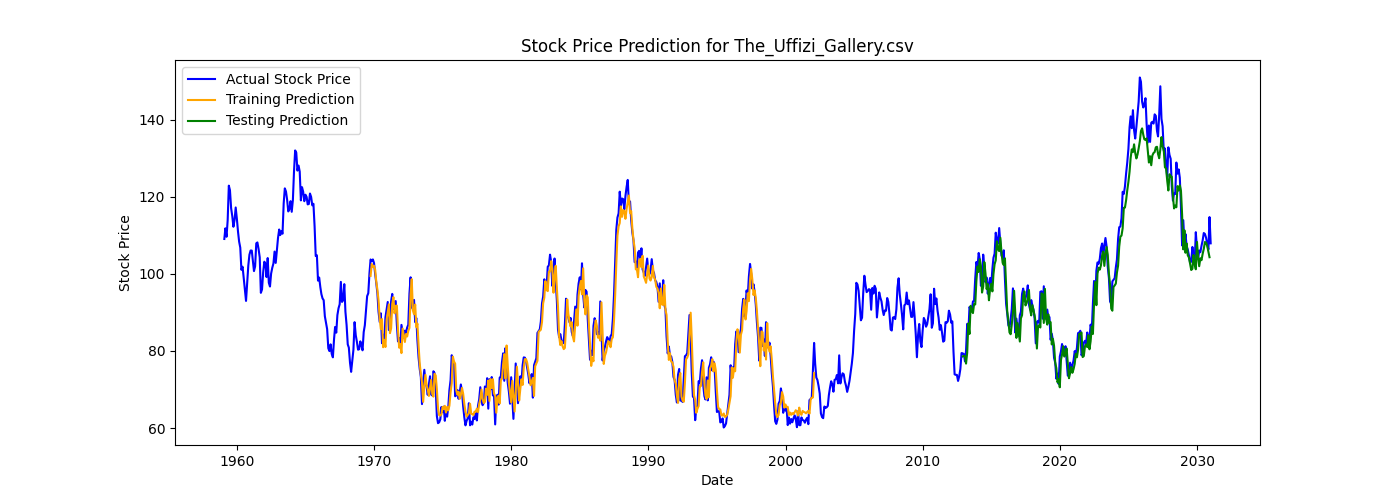 Stock Price Prediction for The_Uffizi_Gallery.csv
Actual Stock Price
Training Prediction
Testing Prediction
Stock Price
140
120
100
80
60
1960 1970 1980 1990 2000 2010 2020 2030
Date